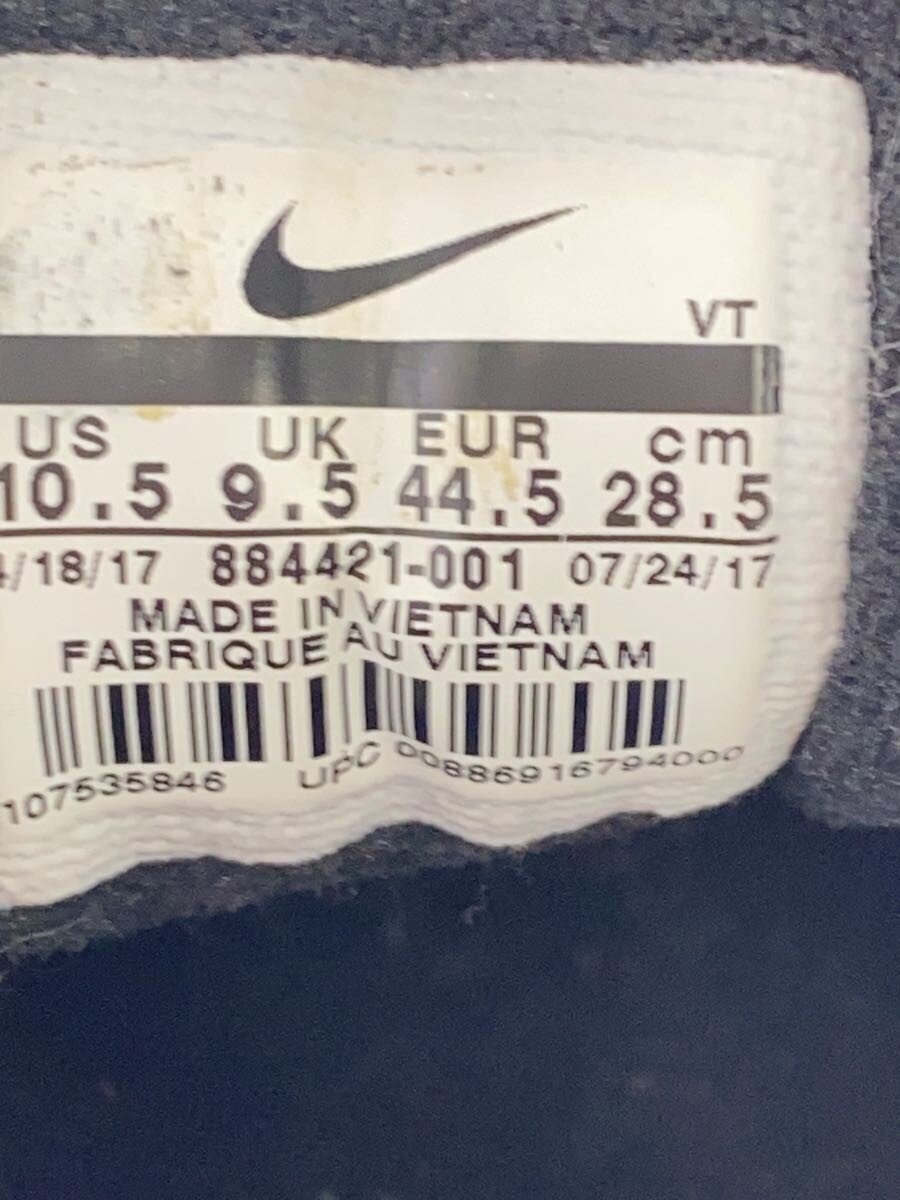 VT
US UK EUR cm
10.5 9.5 44.5 28.5
/18/17 884421-001 07/24/17
MADE IN VIETNAM
FABRIQUE AU VIETNAM
107535846 UPC 00886916794000